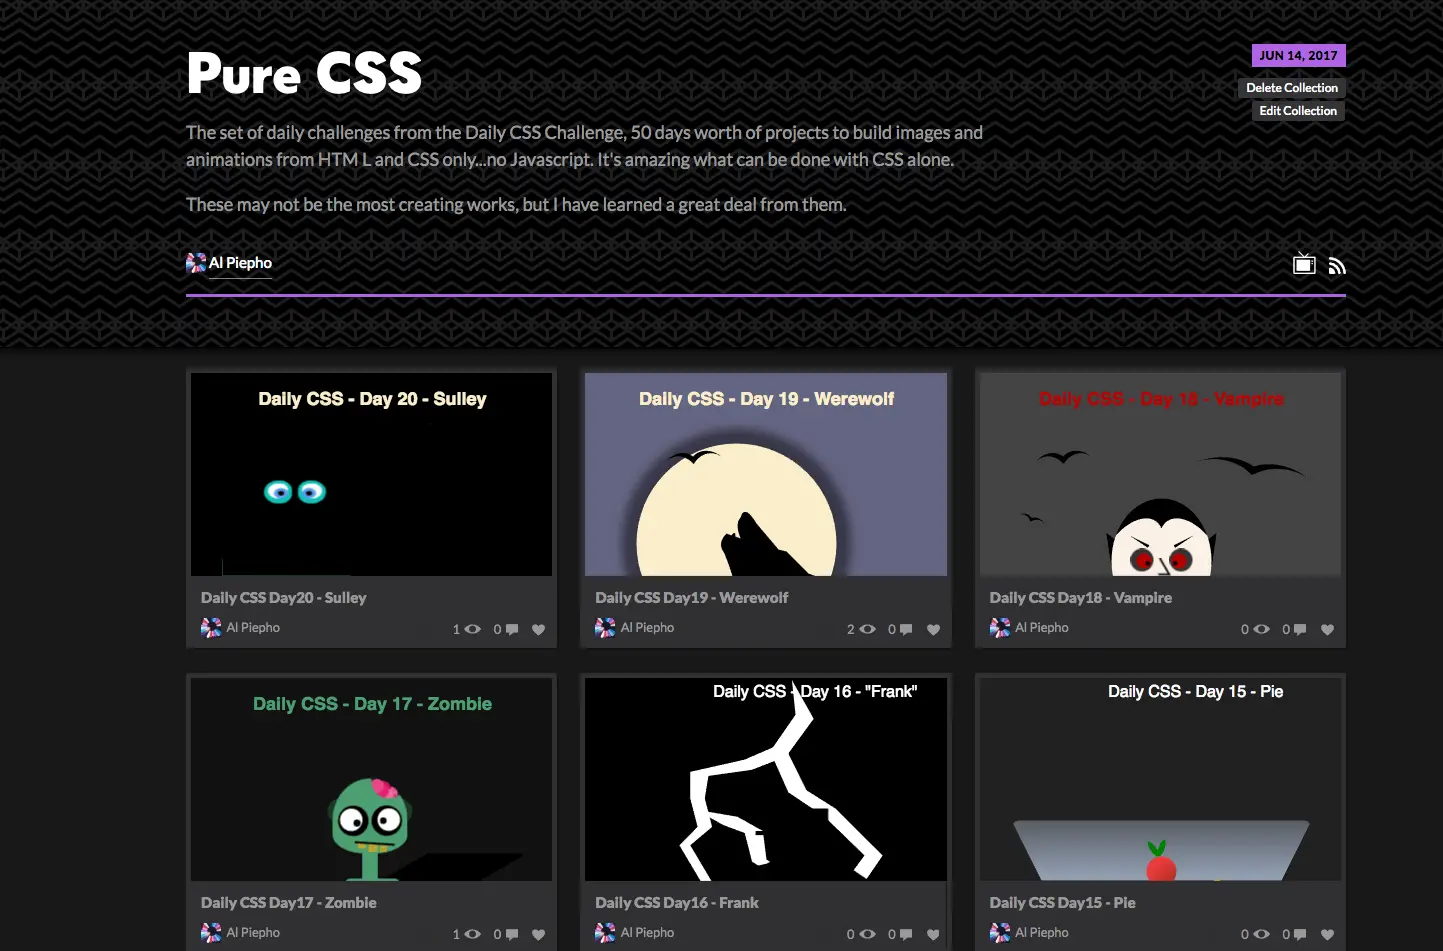 Pure CSS
JUN 14, 2017
Delete Collection
Edit Collection
The set of daily challenges from the Daily CSS Challenge, 50 days worth of projects to build images and
animations from HTM L and CSS only...no Javascript. It's amazing what can be done with CSS alone.
These may not be the most creating works, but I have learned a great deal from them.
Al Piepho
Daily CSS - Day 20 - Sulley
Daily CSS Day20 - Sulley
Al Piepho
1 0
Daily CSS - Day 19 - Werewolf
Daily CSS Day19 - Werewolf
Al Piepho
2 0
Daily CSS - Day 18 - Vampire
Daily CSS Day18 - Vampire
Al Piepho
0 0
Daily CSS - Day 17 - Zombie
Daily CSS Day17 - Zombie
Al Piepho
1 0
Daily CSS - Day 16 - "Frank"
Daily CSS Day16 - Frank
Al Piepho
0 0
Daily CSS - Day 15 - Pie
Daily CSS Day15 - Pie
Al Piepho
0 0